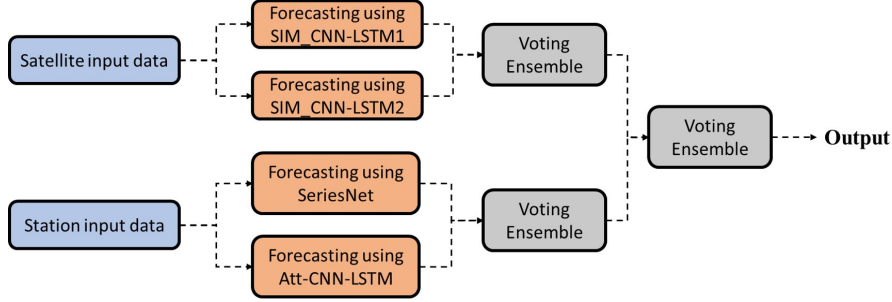 Satellite input data
Forecasting using
SIM_CNN-LSTM1
Forecasting using
SIM_CNN-LSTM2
Voting
Ensemble
Station input data
Forecasting using
SeriesNet
Forecasting using
Att-CNN-LSTM
Voting
Ensemble
Voting
Ensemble
Output